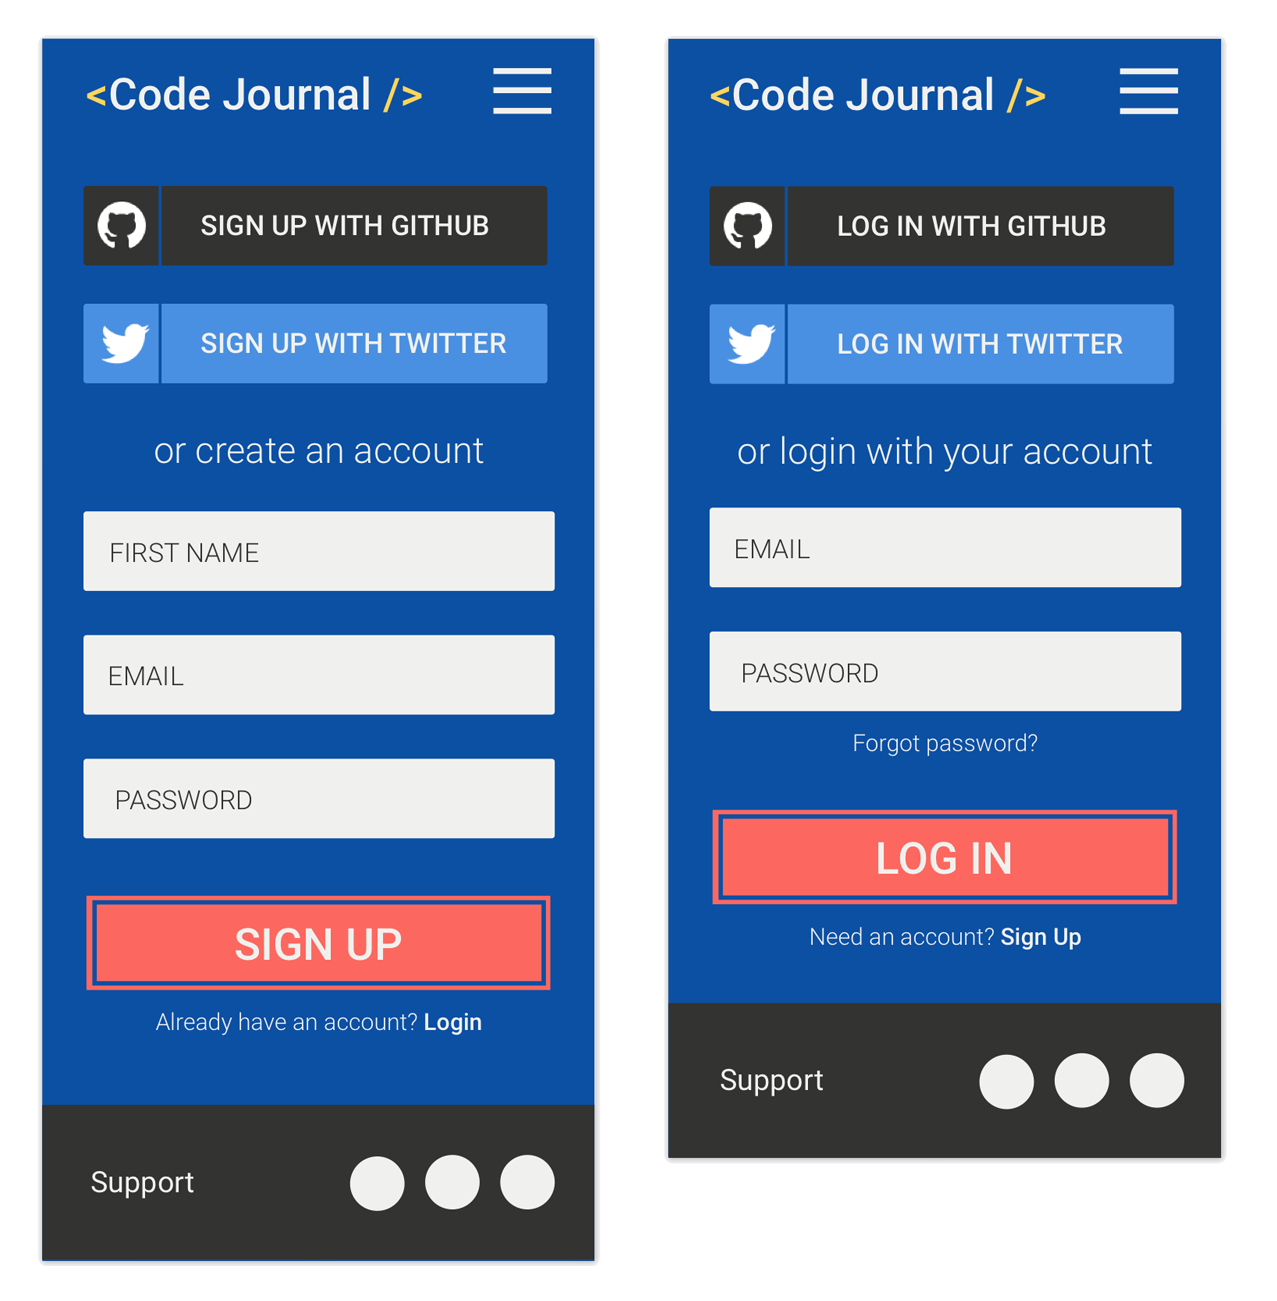 <Code Journal />
SIGN UP WITH GITHUB
SIGN UP WITH TWITTER
or create an account
FIRST NAME
EMAIL
PASSWORD
SIGN UP
Already have an account? Login
Support
<Code Journal />
LOG IN WITH GITHUB
LOG IN WITH TWITTER
or login with your account
EMAIL
PASSWORD
Forgot password?
LOG IN
Need an account? Sign Up
Support